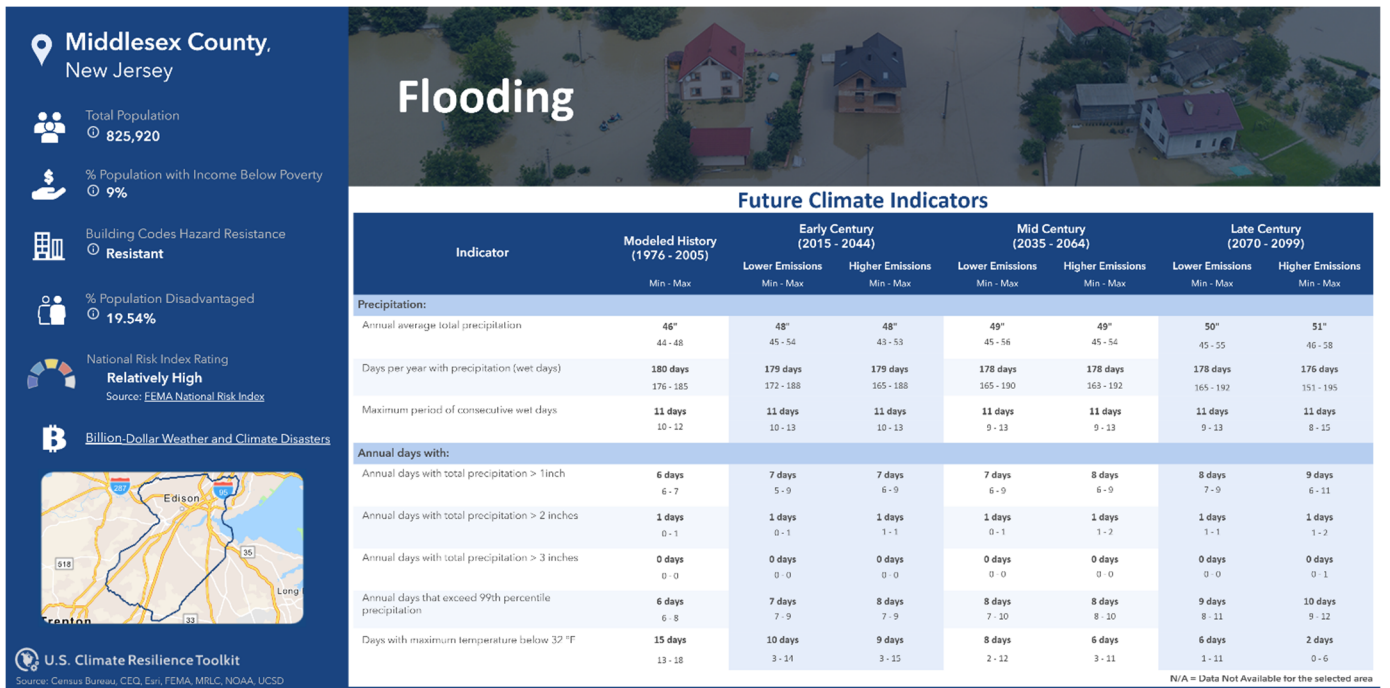 Middlesex County,
New Jersey
Total Population
825,920
% Population with Income Below Poverty
9%
Building Codes Hazard Resistance
Resistant
% Population Disadvantaged
19.54%
National Risk Index Rating
Relatively High
Source: FEMA National Risk Index
Billion-Dollar Weather and Climate Disasters
287
95
Edison
518
35
Long
Trenton
33
U.S. Climate Resilience Toolkit
Source: Census Bureau, CEQ, Esri, FEMA, MRLC, NOAA, UCSD
Flooding
Future Climate Indicators
Indicator
Modeled History
(1976 - 2005)
Early Century
(2015 - 2044)
Mid Century
(2035 - 2064)
Late Century
(2070 - 2099)
Lower Emissions Higher Emissions Lower Emissions Higher Emissions Lower Emissions Higher Emissions
Min - Max Min - Max Min - Max Min - Max Min - Max Min - Max Min - Max
Precipitation:
Annual average total precipitation 46" 48" 48" 49" 49" 50" 51"
44 - 48 45 - 54 43 - 53 45 - 56 45 - 54 45 - 55 46 - 58
Days per year with precipitation (wet days) 180 days 179 days 179 days 178 days 178 days 178 days 176 days
176 - 185 172 - 188 165 - 188 165 - 190 163 - 192 165 - 192 151 - 195
Maximum period of consecutive wet days 11 days 11 days 11 days 11 days 11 days 11 days 11 days
10 - 12 10 - 13 10 - 13 9 - 13 9 - 13 9 - 13 8 - 15
Annual days with:
Annual days with total precipitation > 1inch 6 days 7 days 7 days 7 days 8 days 8 days 9 days
6 - 7 5 - 9 6 - 9 6 - 9 6 - 9 7 - 9 6 - 11
Annual days with total precipitation > 2 inches 1 days 1 days 1 days 1 days 1 days 1 days 1 days
0 - 1 0 - 1 1 - 1 0 - 1 1 - 2 1 - 1 1 - 2
Annual days with total precipitation > 3 inches 0 days 0 days 0 days 0 days 0 days 0 days 0 days
0 - 0 0 - 0 0 - 0 0 - 0 0 - 0 0 - 0 0 - 1
Annual days that exceed 99th percentile
precipitation
6 days 7 days 8 days 8 days 8 days 9 days 10 days
6 - 8 7 - 9 7 - 9 7 - 10 8 - 10 8 - 11 9 - 12
Days with maximum temperature below 32 °F 15 days 10 days 9 days 8 days 6 days 6 days 2 days
13 - 18 3 - 14 3 - 15 2 - 12 3 - 11 1 - 11 0 - 6
N/A = Data Not Available for the selected area